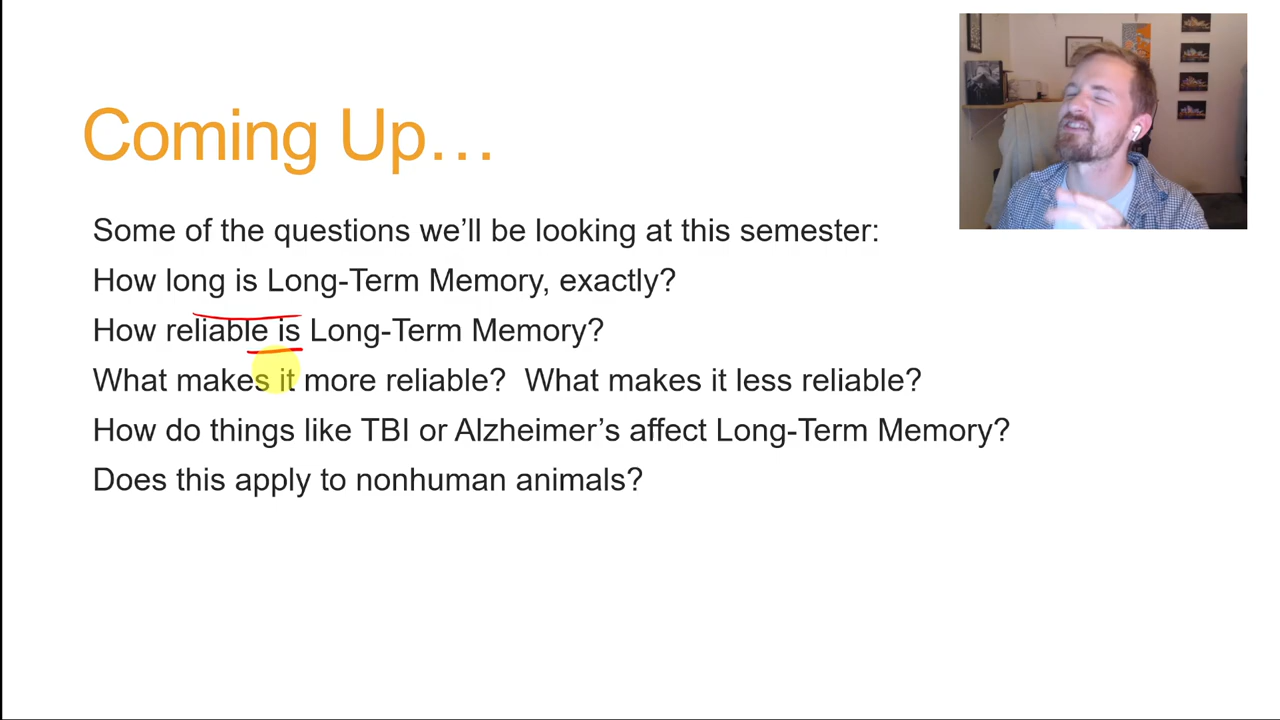 Coming Up…
Some of the questions we’ll be looking at this semester:
How long is Long-Term Memory, exactly?
How reliable is Long-Term Memory?
What makes it more reliable?  What makes it less reliable?
How do things like TBI or Alzheimer’s affect Long-Term Memory?
Does this apply to nonhuman animals?